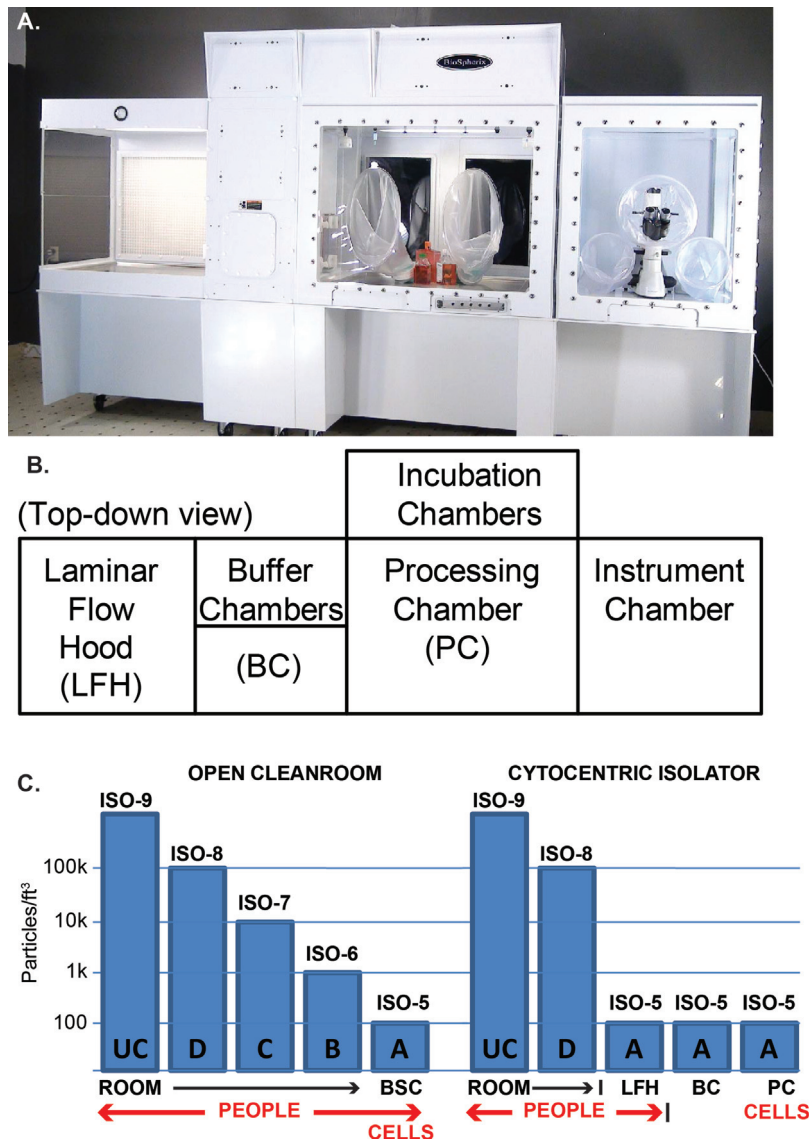 A.
BioSpherix
B.
(Top-down view)
Incubation
Chambers
Laminar
Flow
Hood
(LFH)
Buffer
Chambers
(BC)
Processing
Chamber
(PC)
Instrument
Chamber
C.
OPEN CLEANROOM
CYTOCENTRIC ISOLATOR
Particles/ft³
100k
10k
1k
100
ISO-9
ISO-8
ISO-7
ISO-6
ISO-5
ISO-9
ISO-8
ISO-5
ISO-5
ISO-5
UC
D
C
B
A
UC
D
A
A
A
ROOM
BSC
ROOM
LFH
BC
PC
PEOPLE
CELLS
PEOPLE
CELLS